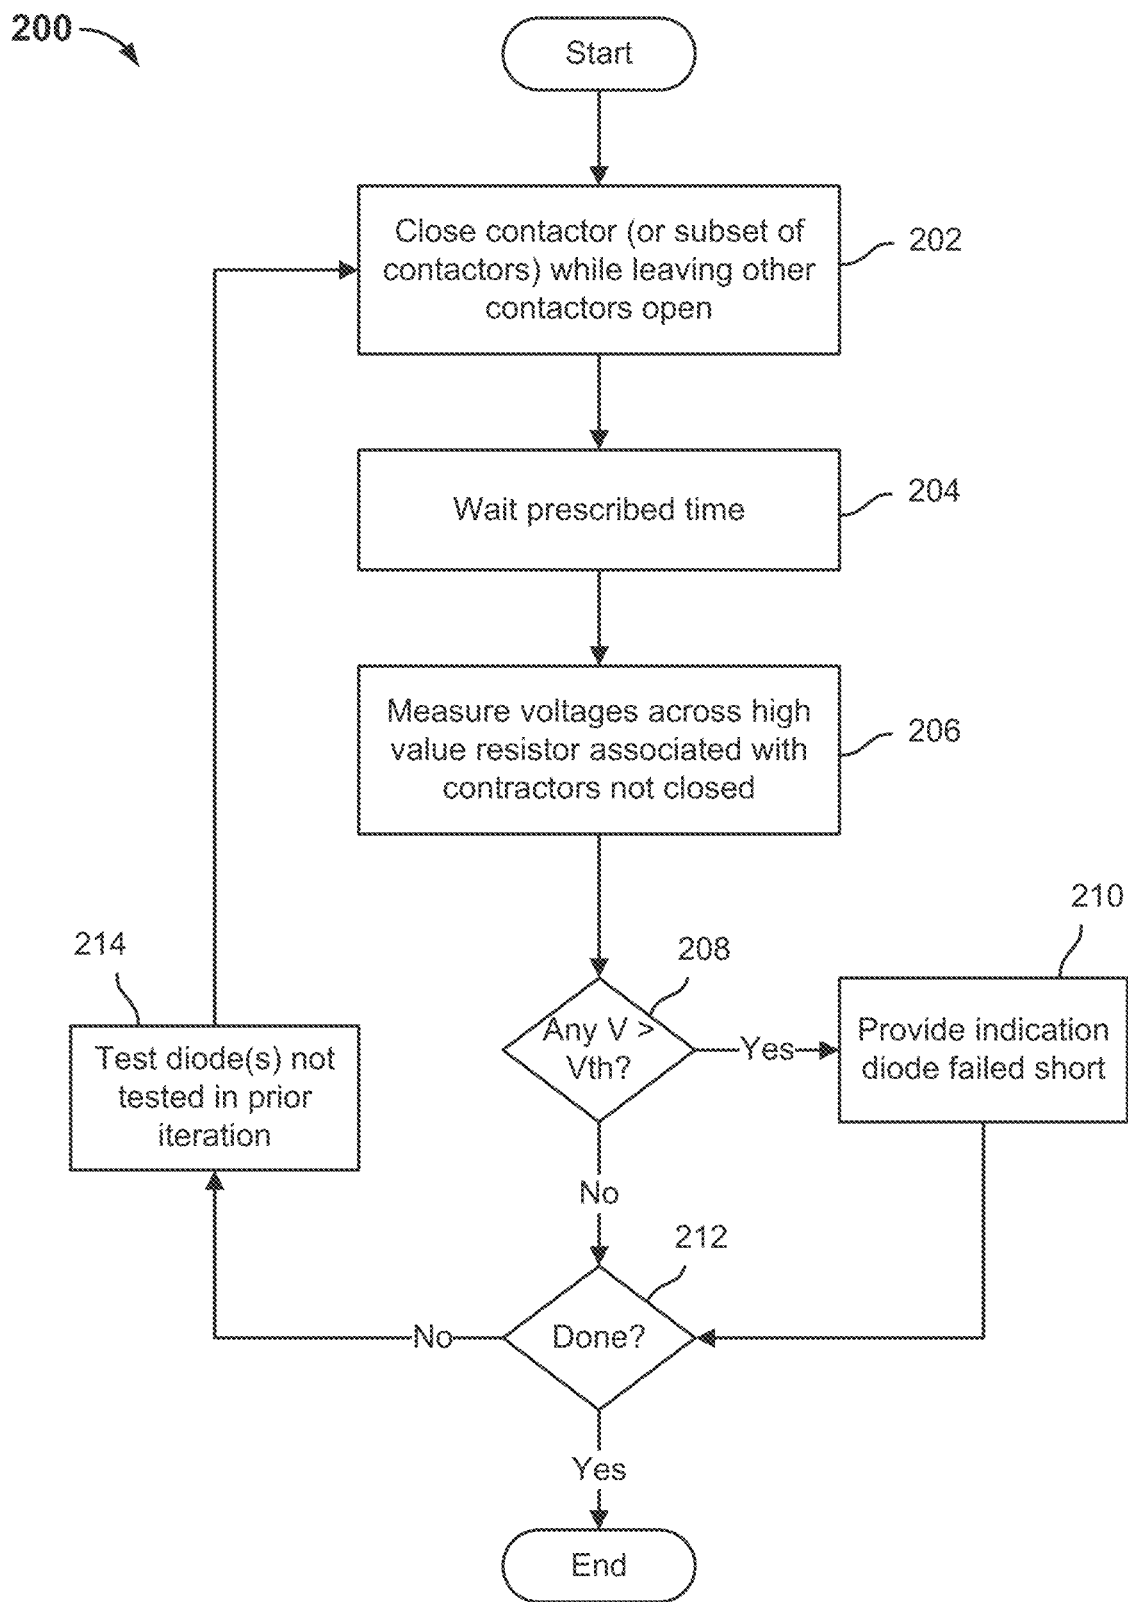 200
Start
Close contactor (or subset of
contactors) while leaving other
contactors open
202
Wait prescribed time
204
Measure voltages across high
value resistor associated with
contractors not closed
206
210
214
208
Any V >
Vth?
Yes
Provide indication
diode failed short
Test diode(s) not
tested in prior
iteration
No
212
No
Done?
Yes
End